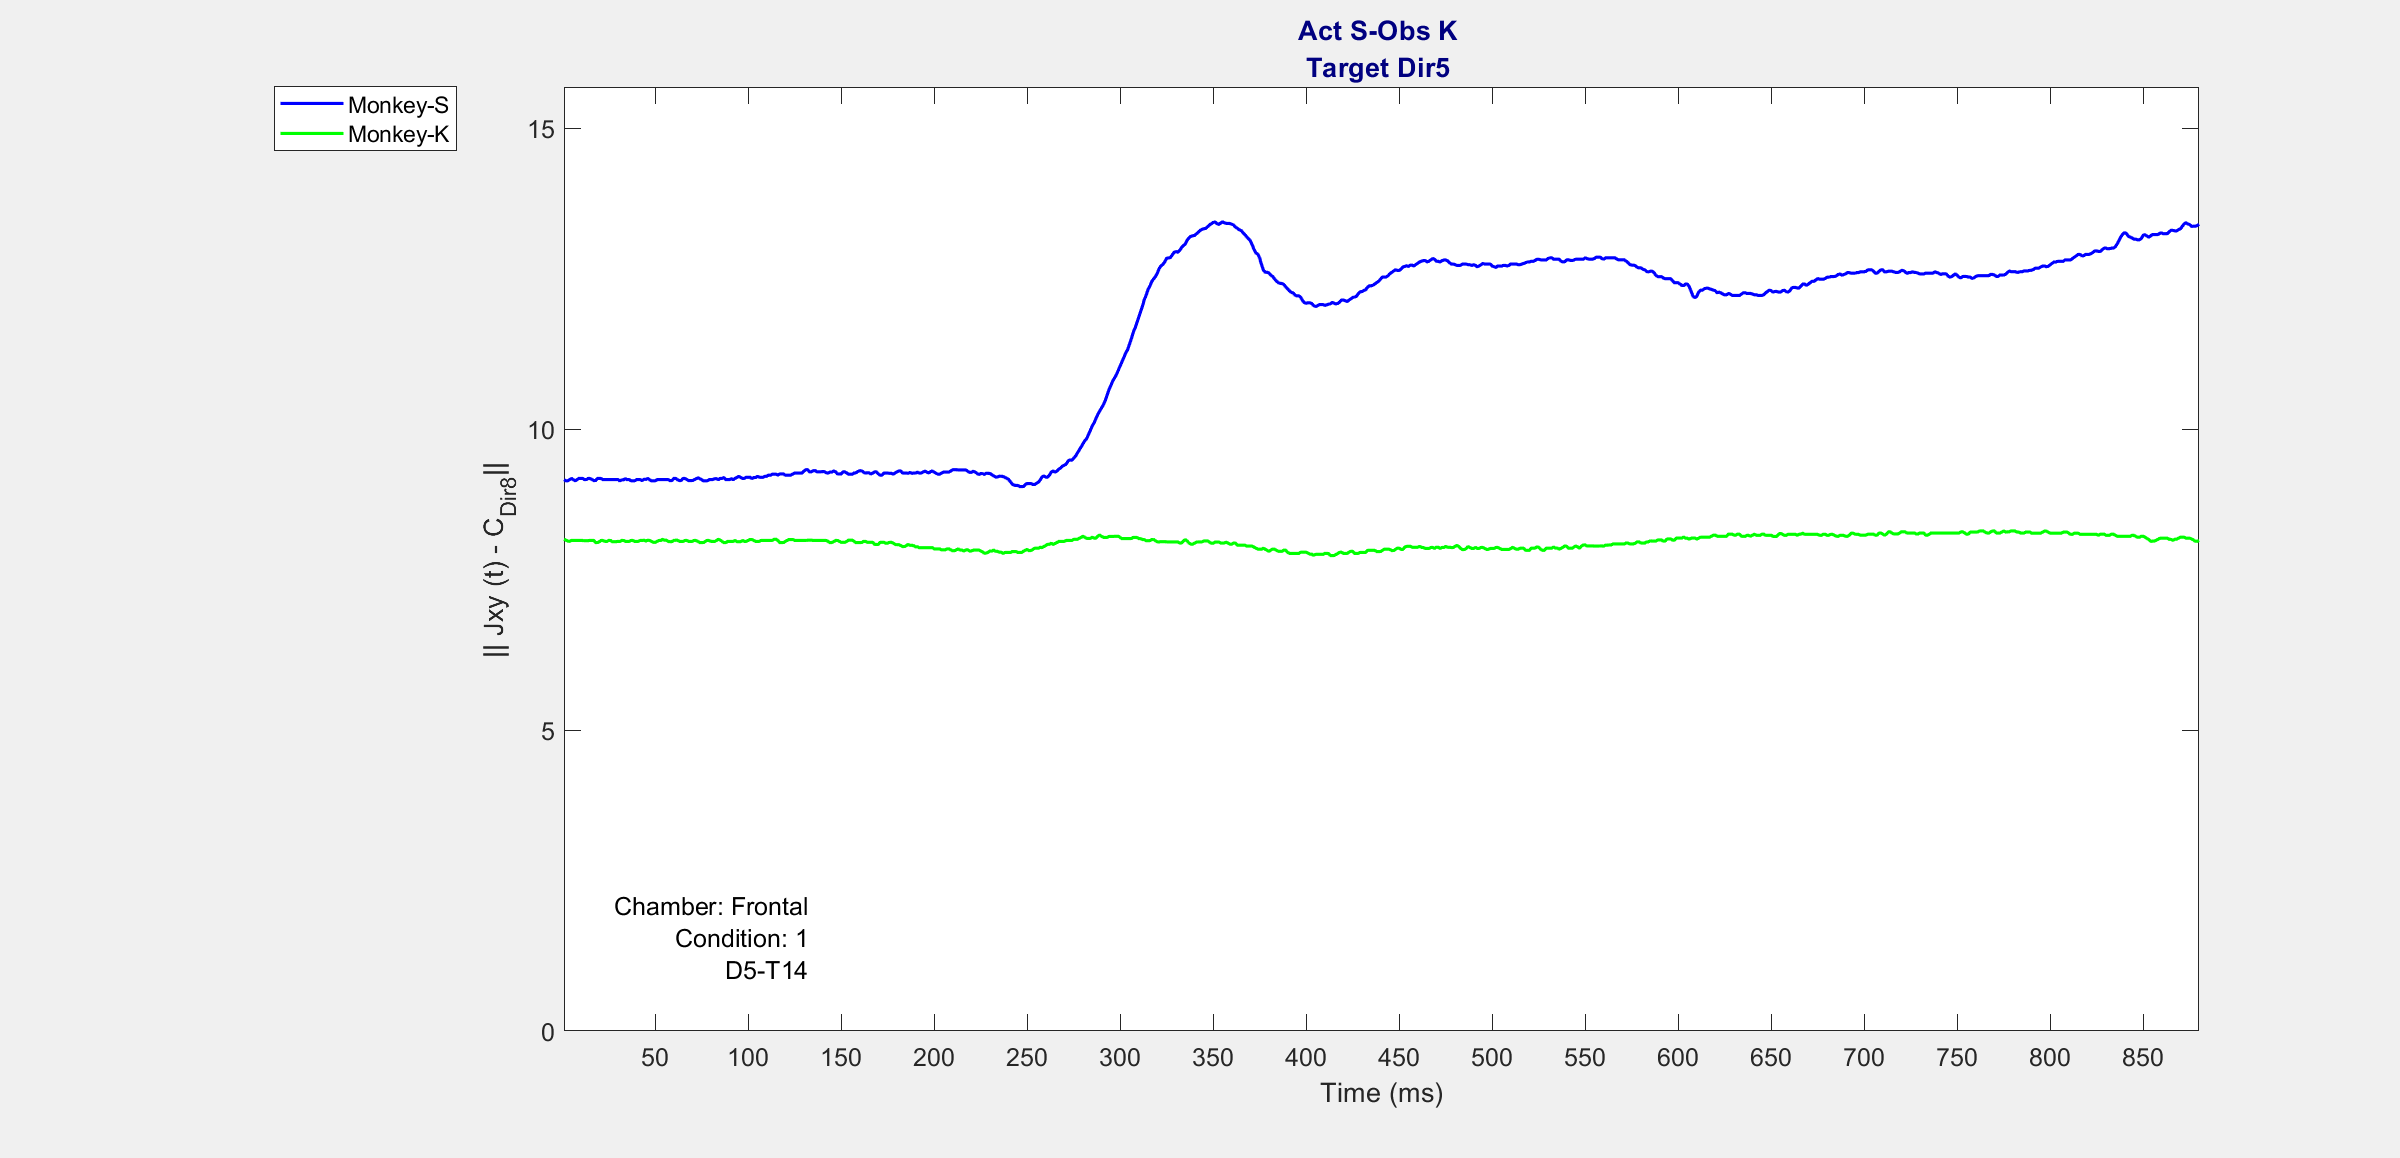 Act S-Obs K
Target Dir5
Monkey-S
Monkey-K
15
10
5
0
|| Jxy (t) - C_Dir8||
Chamber: Frontal
Condition: 1
D5-T14
50 100 150 200 250 300 350 400 450 500 550 600 650 700 750 800 850
Time (ms)